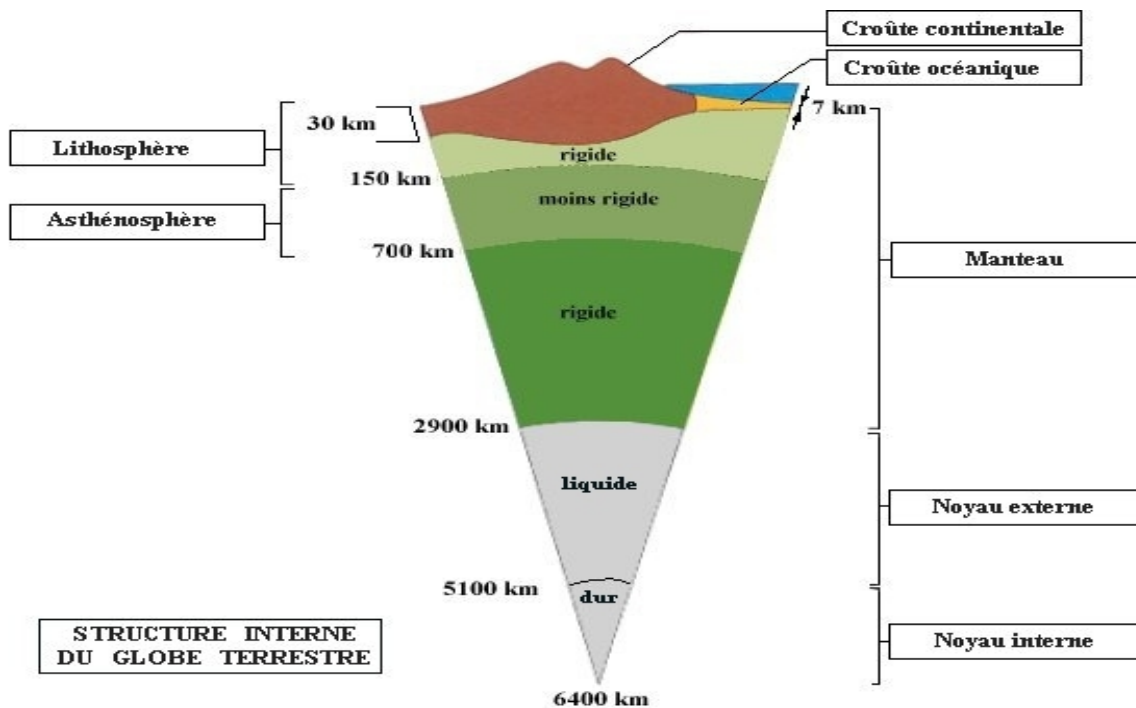 Croûte continentale
Croûte océanique
7 km
30 km
Lithosphère
rigide
150 km
moins rigide
Asthénosphère
700 km
Manteau
rigide
2900 km
liquide
Noyau externe
5100 km
dur
STRUCTURE INTERNE
DU GLOBE TERRESTRE
Noyau interne
6400 km